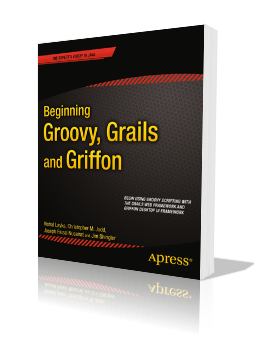 THE EXPERT'S VOICE® IN JAVA
Beginning
Groovy, Grails
and Griffon
BEGIN USING GROOVY SCRIPTING WITH
THE GRAILS WEB FRAMEWORK AND
GRIFFON DESKTOP UI FRAMEWORK
Vishal Layka, Christopher M. Judd,
Joseph Faisal Nusairat and Jim Shingler
Apress®